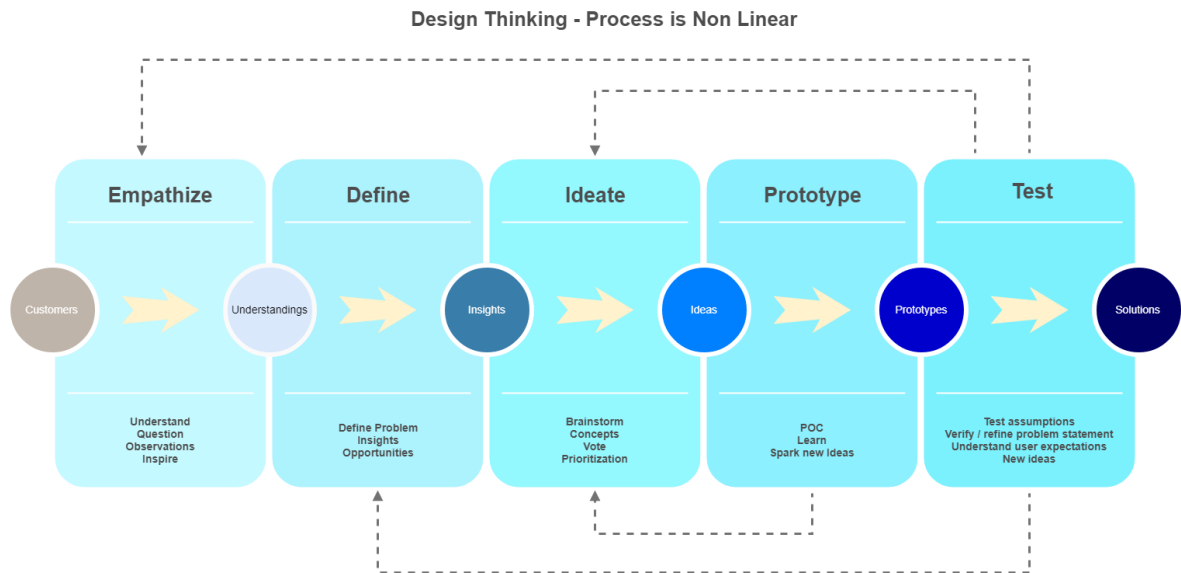 Design Thinking - Process is Non Linear
Empathize
Define
Ideate
Prototype
Test
Customers
Understandings
Insights
Ideas
Prototypes
Solutions
Understand
Question
Observations
Inspire
Define Problem
Insights
Opportunities
Brainstorm
Concepts
Vote
Prioritization
POC
Learn
Spark new Ideas
Test assumptions
Verify / refine problem statement
Understand user expectations
New ideas